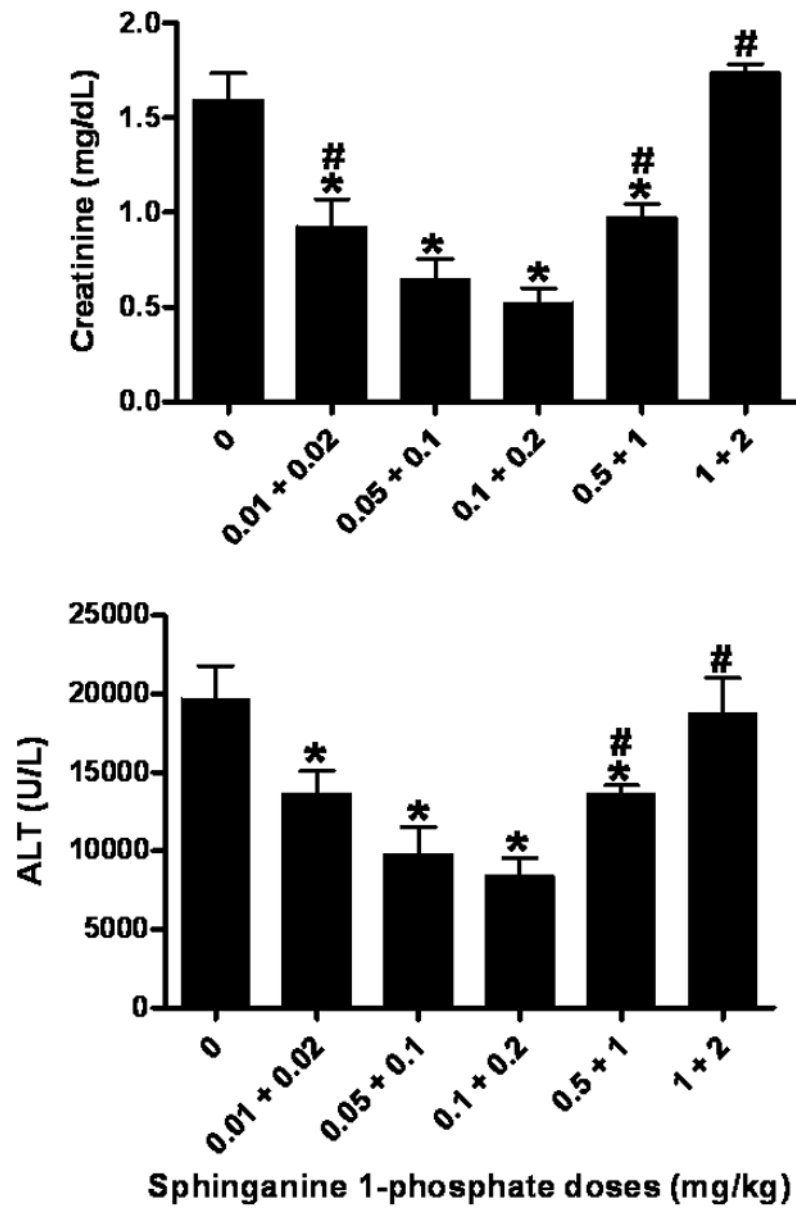 Creatinine (mg/dL)
2.0
1.5
1.0
0.5
0.0
#
*
*
*
#
*
#
0
0.01 + 0.02
0.05 + 0.1
0.1 + 0.2
0.5 + 1
1 + 2
ALT (U/L)
25000
20000
15000
10000
5000
0
*
*
*
#
*
#
0
0.01 + 0.02
0.05 + 0.1
0.1 + 0.2
0.5 + 1
1 + 2
Sphinganine 1-phosphate doses (mg/kg)